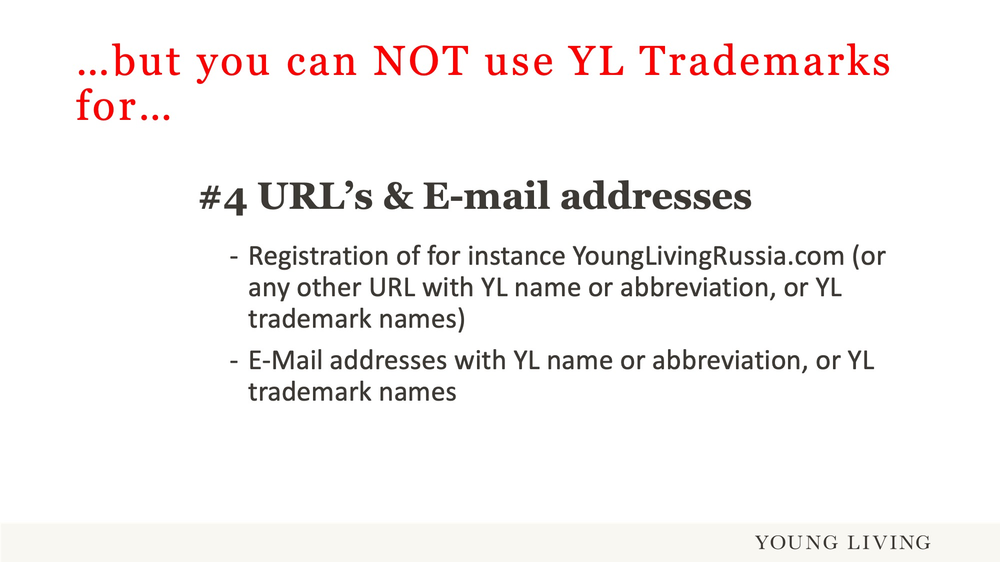 ...but you can NOT use YL Trademarks
for...
#4 URL’s & E-mail addresses
- Registration of for instance YoungLivingRussia.com (or
any other URL with YL name or abbreviation, or YL
trademark names)
- E-Mail addresses with YL name or abbreviation, or YL
trademark names
YOUNG LIVING